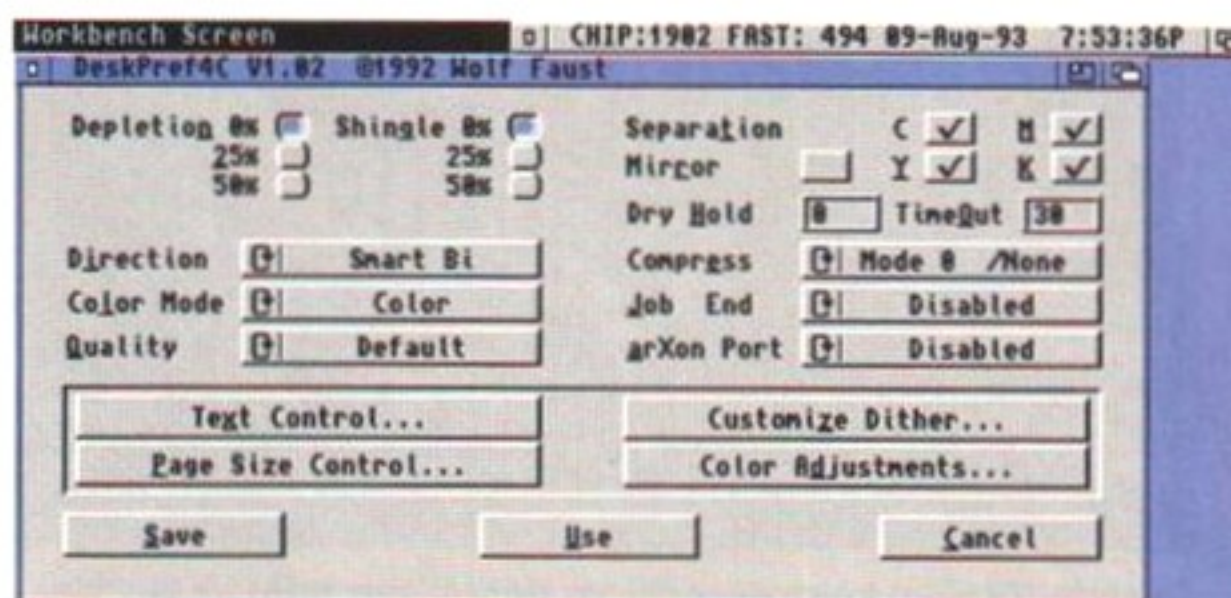 Workbench Screen CHIP:1902 FAST: 494 09-Aug-93 7:53:36P
DeskPref4C V1.02 ©1992 Wolf Faust
Depletion 0% Shingle 0% Separation C M
25% 25% Mirror Y K
50% 50%
Dry Hold 0 TimeOut 30
Direction Smart Bi Compress Mode 0 /None
Color Mode Color Job End Disabled
Quality Default arXon Port Disabled
Text Control... Customize Dither...
Page Size Control... Color Adjustments...
Save Use Cancel